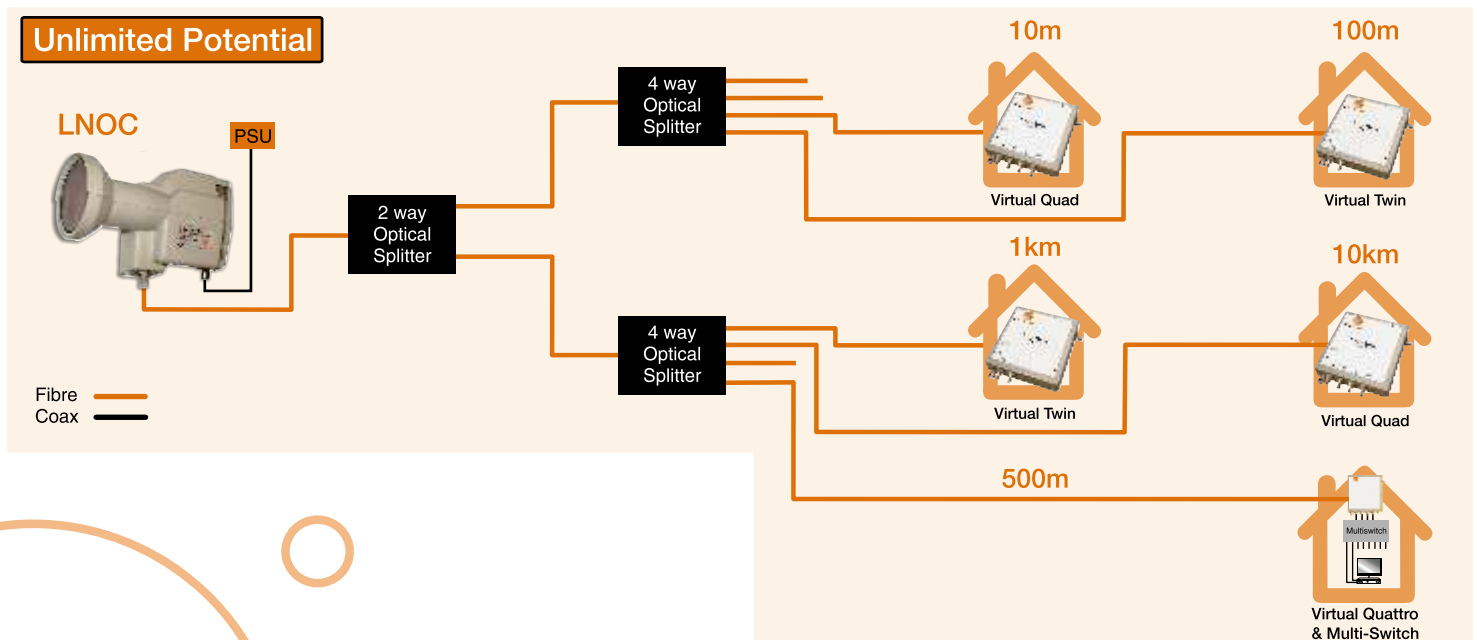 Unlimited Potential
LNOC
PSU
2 way
Optical
Splitter
4 way
Optical
Splitter
10m
Virtual Quad
100m
Virtual Twin
4 way
Optical
Splitter
1km
Virtual Twin
10km
Virtual Quad
500m
Multiswitch
Virtual Quattro
& Multi-Switch
Fibre
Coax